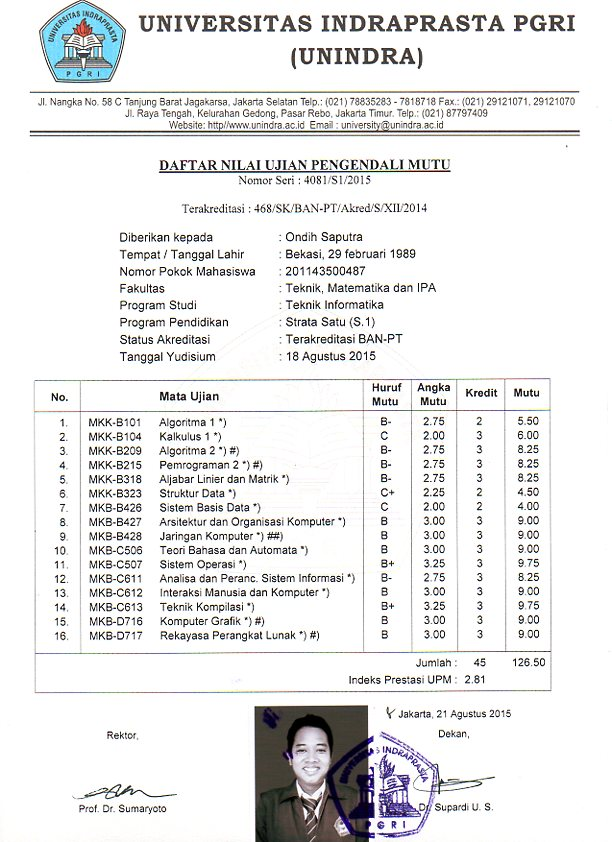 UNIVERSITAS INDRAPRASTA PGRI
(UNINDRA)
UNIVERSITAS INDRAPRASTA
PGRI
Jl. Nangka No. 58 C Tanjung Barat Jagakarsa, Jakarta Selatan Telp.: (021) 78835283 - 7818718 Fax.: (021) 29121071, 29121070
Jl. Raya Tengah, Kelurahan Gedong, Pasar Rebo, Jakarta Timur. Telp.: (021) 87797409
Website: http//www.unindra.ac.id Email : university@unindra.ac.id
DAFTAR NILAI UJIAN PENGENDALI MUTU
Nomor Seri : 4081/S1/2015
Terakreditasi : 468/SK/BAN-PT/Akred/S/XII/2014
Diberikan kepada : Ondih Saputra
Tempat / Tanggal Lahir : Bekasi, 29 februari 1989
Nomor Pokok Mahasiswa : 201143500487
Fakultas : Teknik, Matematika dan IPA
Program Studi : Teknik Informatika
Program Pendidikan : Strata Satu (S.1)
Status Akreditasi : Terakreditasi BAN-PT
Tanggal Yudisium : 18 Agustus 2015
No. Mata Ujian Huruf Mutu Angka Mutu Kredit Mutu
1. MKK-B101 Algoritma 1 *) B- 2.75 2 5.50
2. MKK-B104 Kalkulus 1 *) C 2.00 3 6.00
3. MKK-B209 Algoritma 2 *) #) B- 2.75 3 8.25
4. MKK-B215 Pemrograman 2 *) #) B- 2.75 3 8.25
5. MKK-B318 Aljabar Linier dan Matrik *) B- 2.75 3 8.25
6. MKK-B323 Struktur Data *) C+ 2.25 2 4.50
7. MKB-B426 Sistem Basis Data *) C 2.00 2 4.00
8. MKB-B427 Arsitektur dan Organisasi Komputer *) B 3.00 3 9.00
9. MKB-B428 Jaringan Komputer *) ##) B 3.00 3 9.00
10. MKB-C506 Teori Bahasa dan Automata *) B 3.00 3 9.00
11. MKB-C507 Sistem Operasi *) B+ 3.25 3 9.75
12. MKB-C611 Analisa dan Peranc. Sistem Informasi *) B- 2.75 3 8.25
13. MKB-C612 Interaksi Manusia dan Komputer *) B 3.00 3 9.00
14. MKB-C613 Teknik Kompilasi *) B+ 3.25 3 9.75
15. MKB-D716 Komputer Grafik *) #) B 3.00 3 9.00
16. MKB-D717 Rekayasa Perangkat Lunak *) #) B 3.00 3 9.00
Jumlah : 45 126.50
Indeks Prestasi UPM : 2.81
Jakarta, 21 Agustus 2015
Rektor, Dekan,
UNIVERSITAS INDRAPRASTA
PGRI
Prof. Dr. Sumaryoto Dr. Supardi U. S.